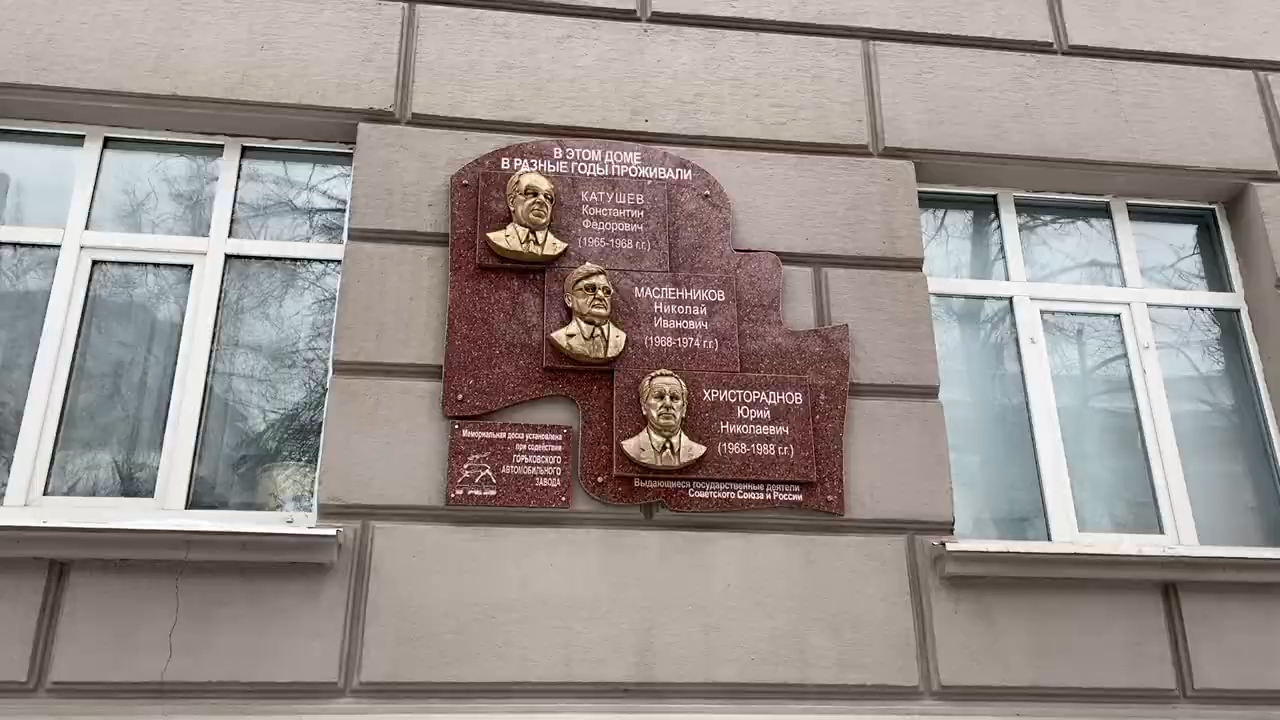 В ЭТОМ ДОМЕ
В РАЗНЫЕ ГОДЫ ПРОЖИВАЛИ
КАТУШЕВ
Константин
Фёдорович
(1965-1968 г.г.)
МАСЛЕННИКОВ
Николай
Иванович
(1968-1974 г.г.)
ХРИСТОРАДНОВ
Юрий
Николаевич
(1968-1988 г.г.)
Выдающиеся государственные деятели
Советского Союза и России
Мемориальная доска установлена
при содействии
ГОРЬКОВСКОГО
АВТОМОБИЛЬНОГО
ЗАВОДА